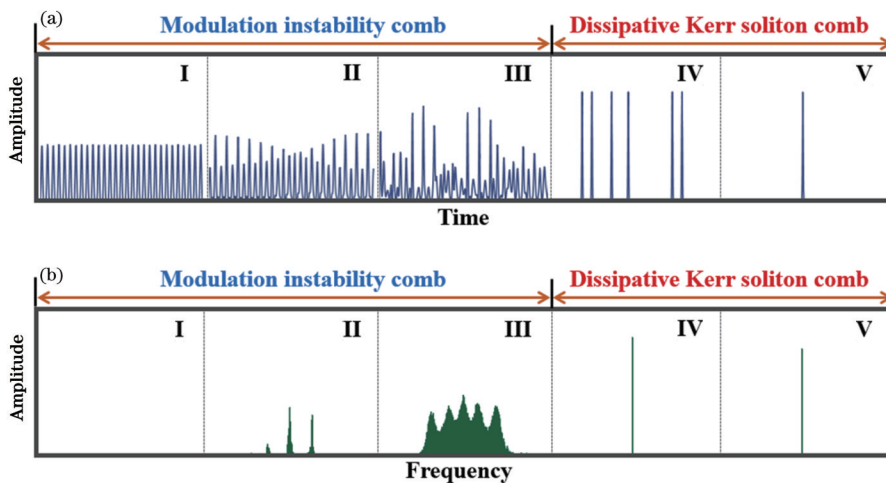 (a)
Modulation instability comb
Dissipative Kerr soliton comb
I
II
III
IV
V
Amplitude
Time
(b)
Modulation instability comb
Dissipative Kerr soliton comb
I
II
III
IV
V
Amplitude
Frequency